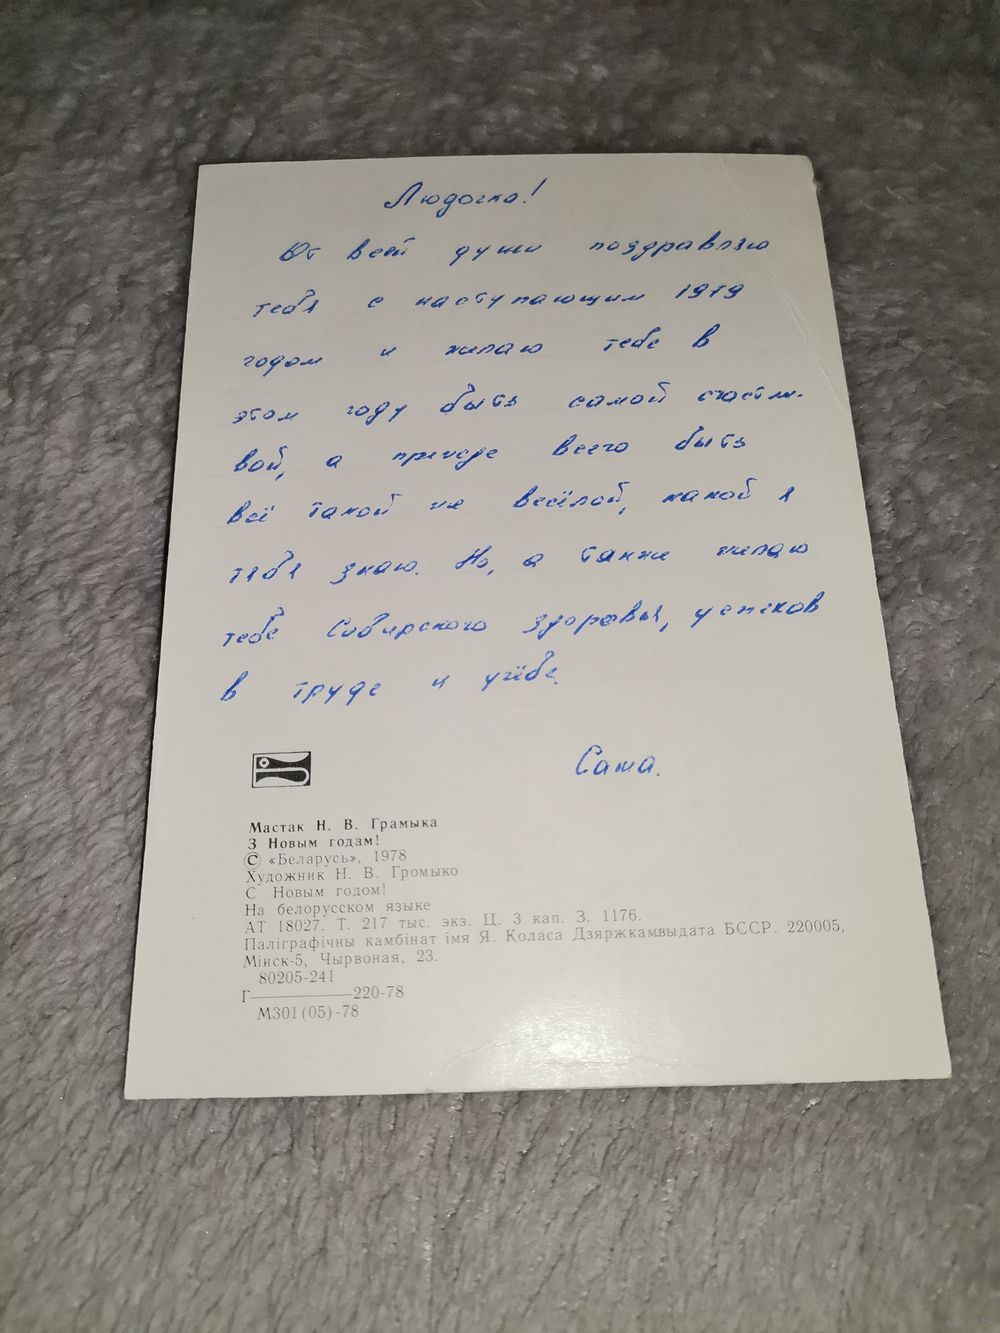 Людочка!
От всей души поздравляю
тебя с наступающим 1979
годом и желаю тебе в
этом году быть самой счастли-
вой, а прежде всего быть
всё такой же весёлой, какой я
тебя знаю. Но, а также желаю
тебе Сибирского здоровья, успехов
в труде и учёбе.
Саша.
Мастак Н. В. Грамыка
З Новым годам!
© «Беларусь», 1978
Художник Н. В. Громыко
С Новым годом!
На белорусском языке
АТ 18027. Т. 217 тыс. экз. Ц. 3 кап. З. 1176.
Паліграфічны камбінат імя Я. Коласа Дзяржкамвыдата БССР. 220005,
Мінск-5, Чырвоная, 23.
80205-241
Г————220-78
М301(05)-78